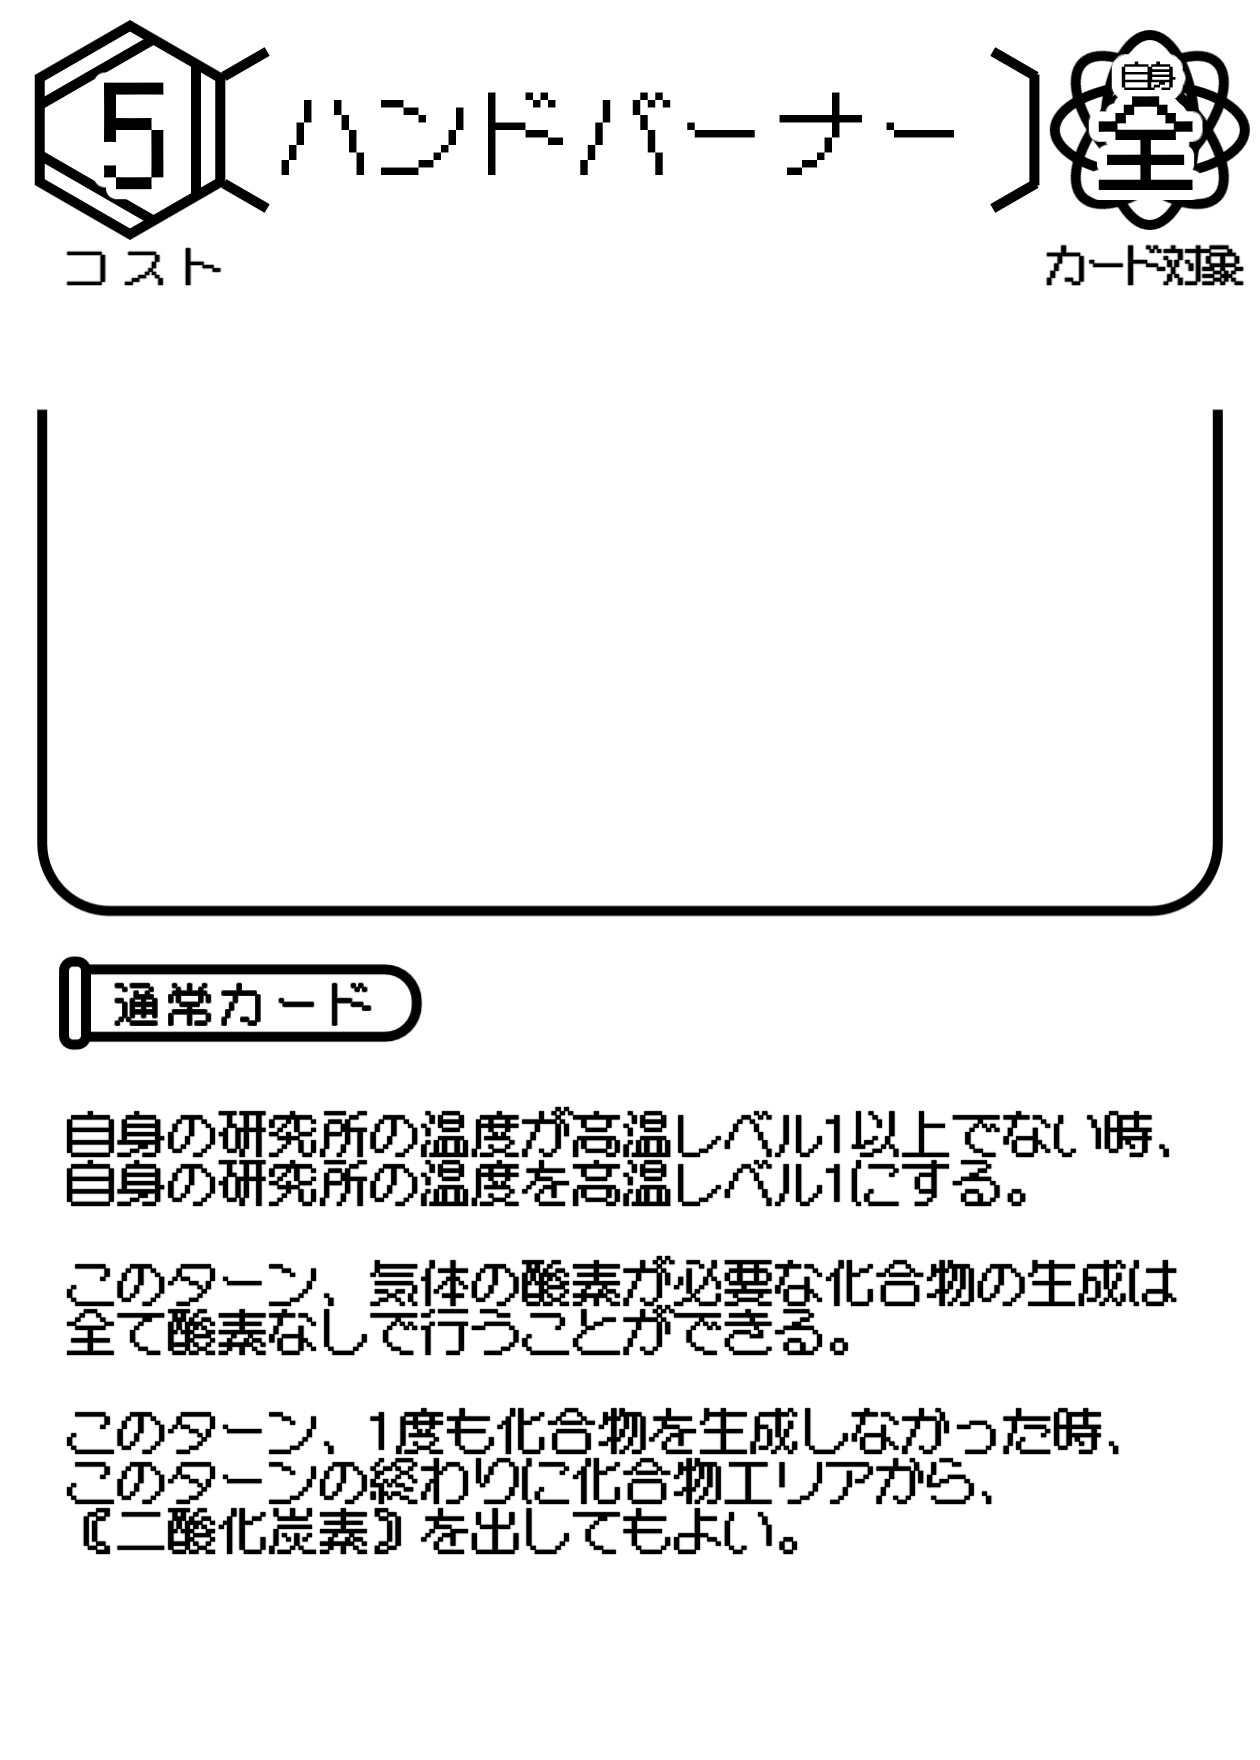 5
ハンドバーナー
自身
全
コスト
カード対象
通常カード
自身の研究所の温度が高温レベル1以上でない時、
自身の研究所の温度を高温レベル1にする。
このターン、気体の酸素が必要な化合物の生成は
全て酸素なしで行うことができる。
このターン、1度も化合物を生成しなかった時、
このターンの終わりに化合物エリアから、
〘二酸化炭素〙を出してもよい。